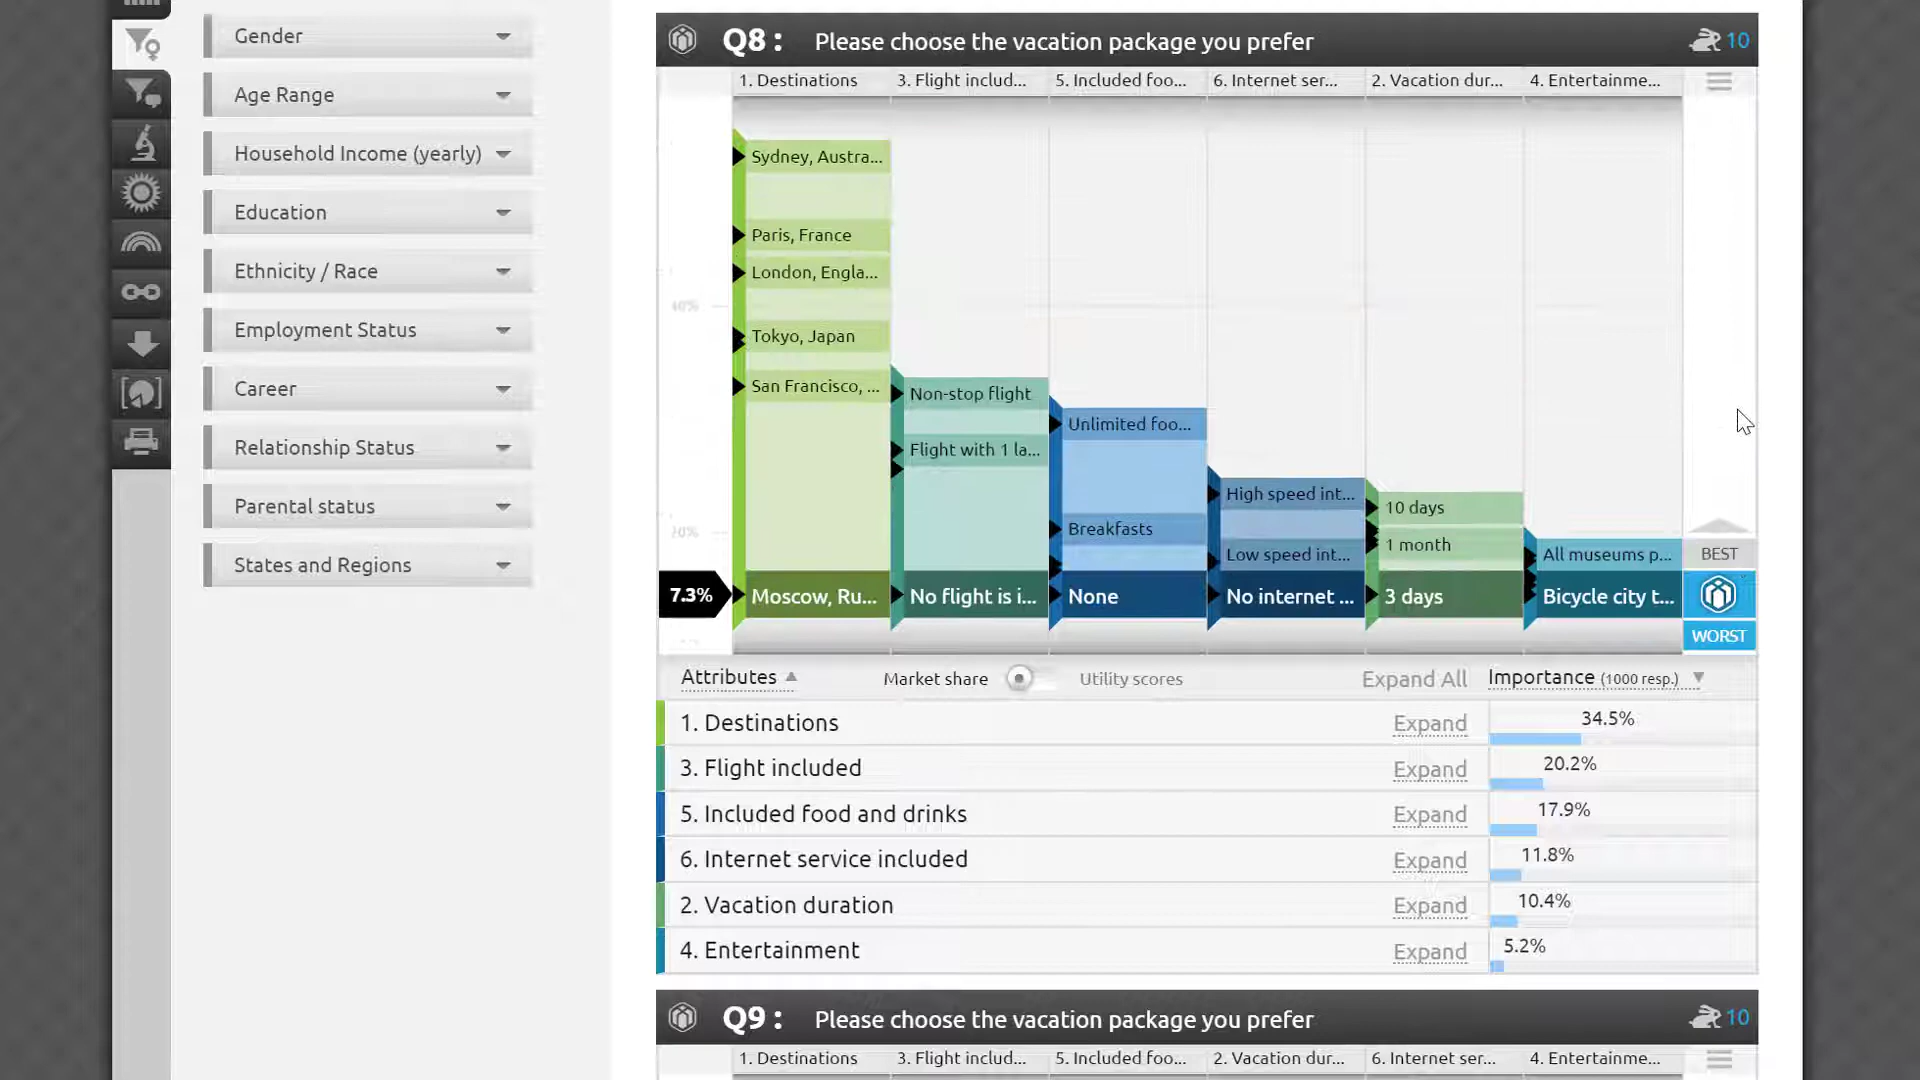 Gender
Age Range
Household Income (yearly)
Education
Ethnicity / Race
Employment Status
Career
Relationship Status
Parental status
States and Regions
Q8 : Please choose the vacation package you prefer 10
1. Destinations 3. Flight includ... 5. Included foo... 6. Internet ser... 2. Vacation dur... 4. Entertainme...
Sydney, Austra...
Paris, France
London, Engla...
40%
Tokyo, Japan
San Francisco, ...
Non-stop flight
Unlimited foo...
Flight with 1 la...
High speed int...
10 days
20%
Breakfasts
1 month
Low speed int...
All museums p...
BEST
7.3% Moscow, Ru... No flight is i... None No internet ... 3 days Bicycle city t...
WORST
Attributes Market share Utility scores Expand All Importance (1000 resp.)
1. Destinations Expand 34.5%
3. Flight included Expand 20.2%
5. Included food and drinks Expand 17.9%
6. Internet service included Expand 11.8%
2. Vacation duration Expand 10.4%
4. Entertainment Expand 5.2%
Q9 : Please choose the vacation package you prefer 10
1. Destinations 3. Flight includ... 5. Included foo... 2. Vacation dur... 6. Internet ser... 4. Entertainme...